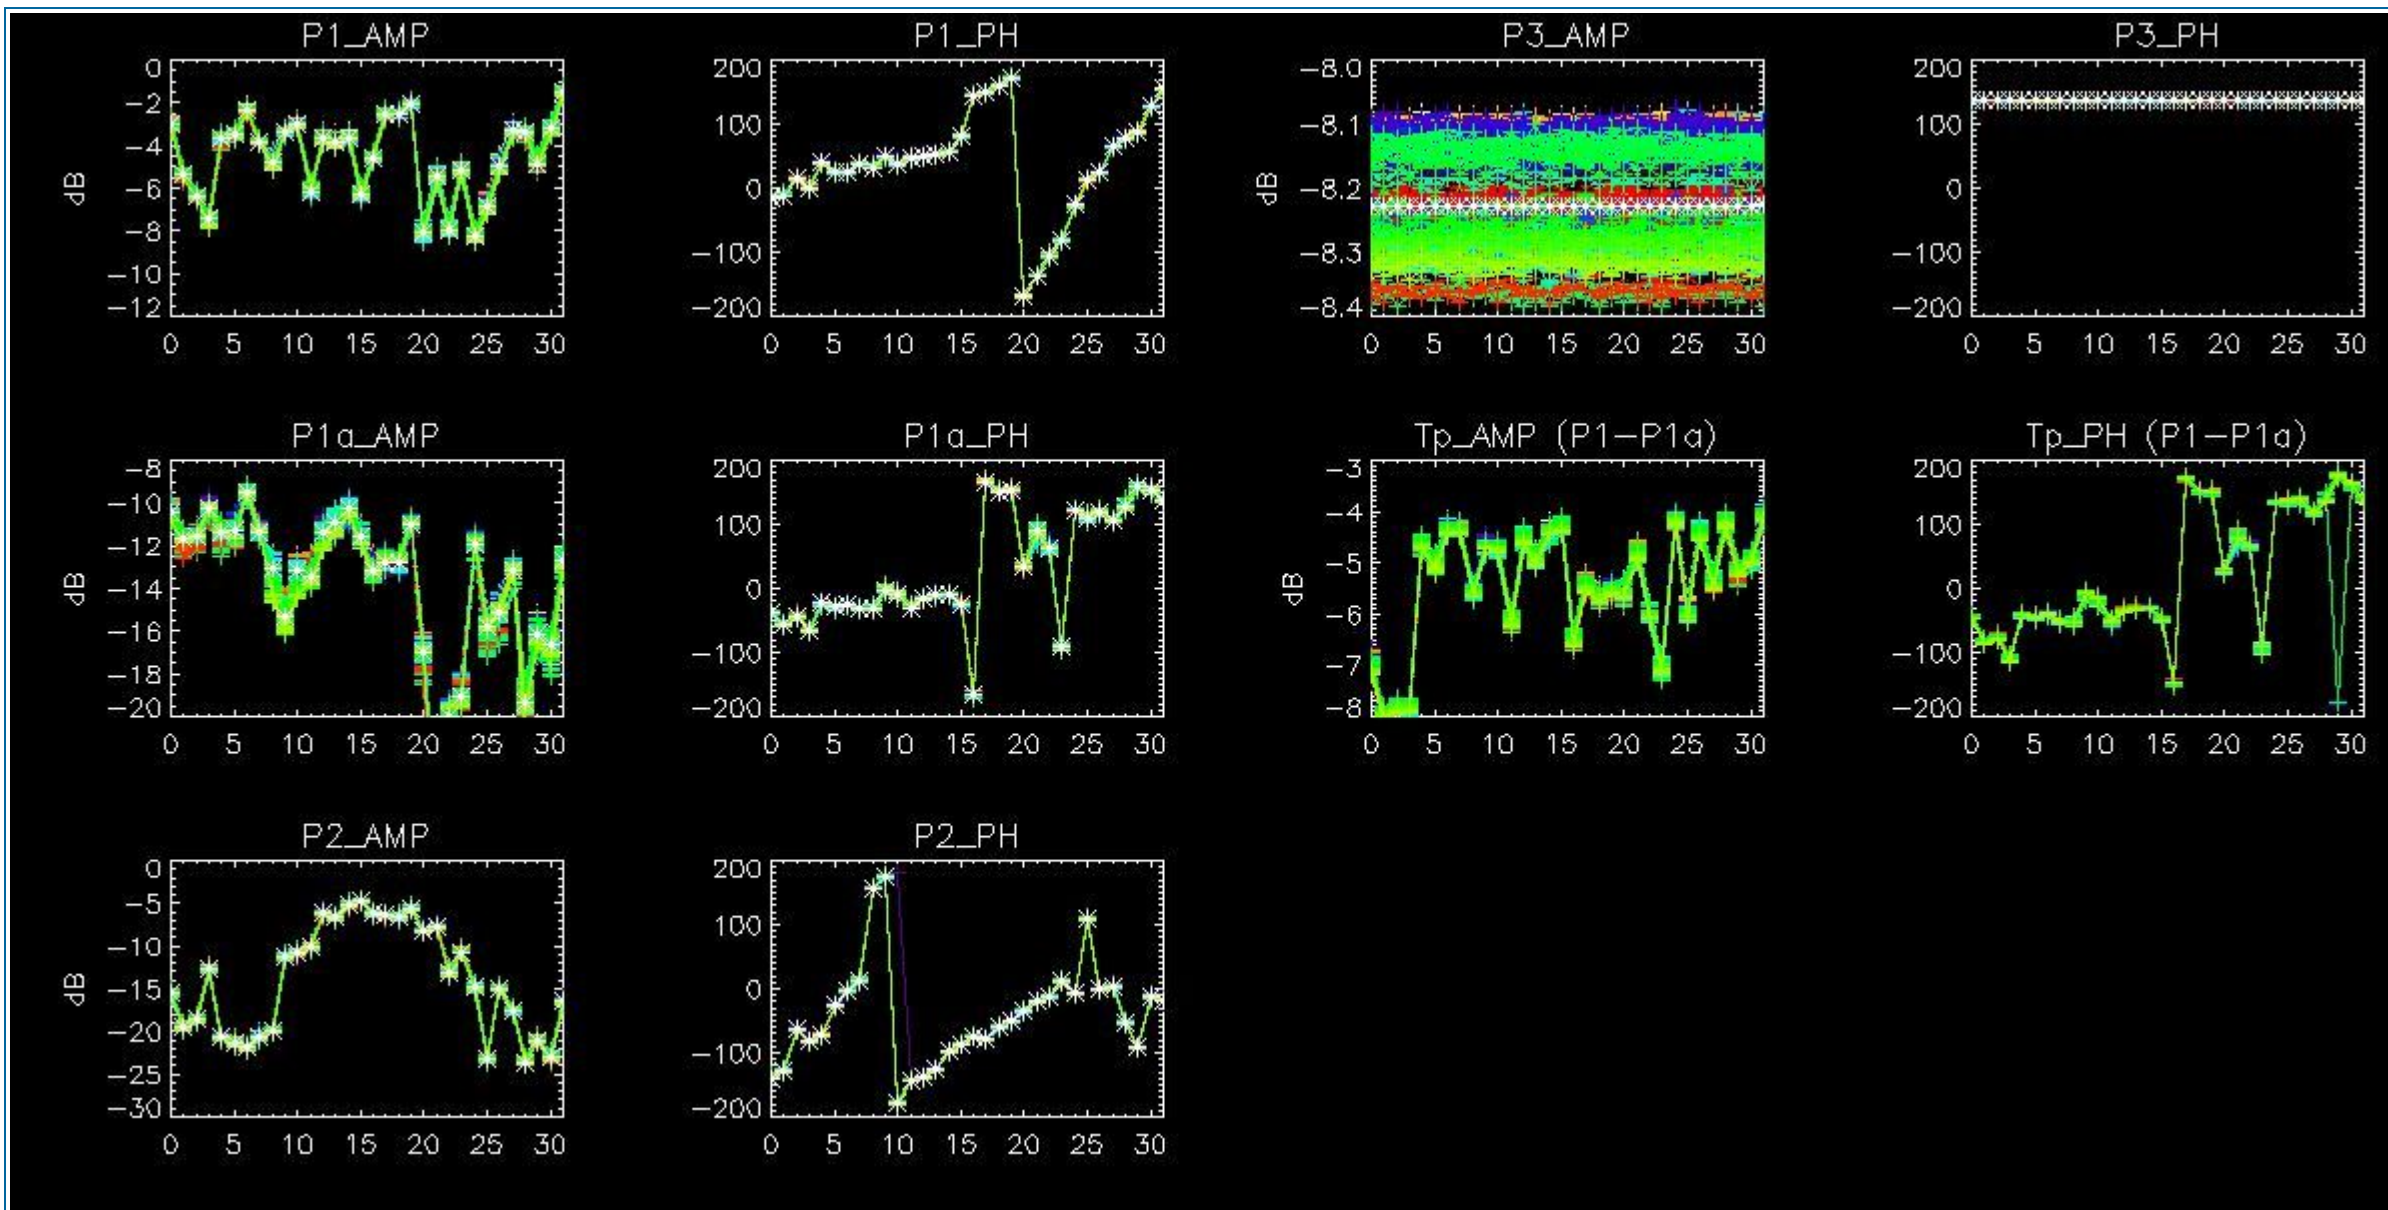 P1_AMP
0
−2
−4
−6
−8
−10
−12
dB
0 5 10 15 20 25 30
P1_PH
200
100
0
−100
−200
0 5 10 15 20 25 30
P3_AMP
−8.0
−8.1
−8.2
−8.3
−8.4
dB
0 5 10 15 20 25 30
P3_PH
200
100
0
−100
−200
0 5 10 15 20 25 30
P1a_AMP
−8
−10
−12
−14
−16
−18
−20
dB
0 5 10 15 20 25 30
P1a_PH
200
100
0
−100
−200
0 5 10 15 20 25 30
Tp_AMP (P1−P1a)
−3
−4
−5
−6
−7
−8
dB
0 5 10 15 20 25 30
Tp_PH (P1−P1a)
200
100
0
−100
−200
0 5 10 15 20 25 30
P2_AMP
0
−5
−10
−15
−20
−25
−30
dB
0 5 10 15 20 25 30
P2_PH
200
100
0
−100
−200
0 5 10 15 20 25 30